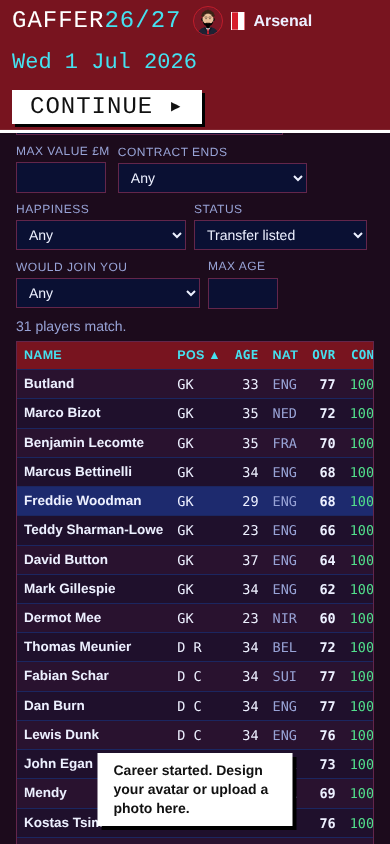 GAFFER26/27 Arsenal
Wed 1 Jul 2026
CONTINUE ►
MAX VALUE £M CONTRACT ENDS
Any
HAPPINESS STATUS
Any Transfer listed
WOULD JOIN YOU MAX AGE
Any
31 players match.
NAME POS ▲ AGE NAT OVR CON
Butland GK 33 ENG 77 100
Marco Bizot GK 35 NED 72 100
Benjamin Lecomte GK 35 FRA 70 100
Marcus Bettinelli GK 34 ENG 68 100
Freddie Woodman GK 29 ENG 68 100
Teddy Sharman-Lowe GK 23 ENG 66 100
David Button GK 37 ENG 64 100
Mark Gillespie GK 34 ENG 62 100
Dermot Mee GK 23 NIR 60 100
Thomas Meunier D R 34 BEL 72 100
Fabian Schar D C 34 SUI 77 100
Dan Burn D C 34 ENG 77 100
Lewis Dunk D C 34 ENG 76 100
John Egan 73 100
Mendy 69 100
Kostas 76 100
Career started. Design
your avatar or upload a
photo here.